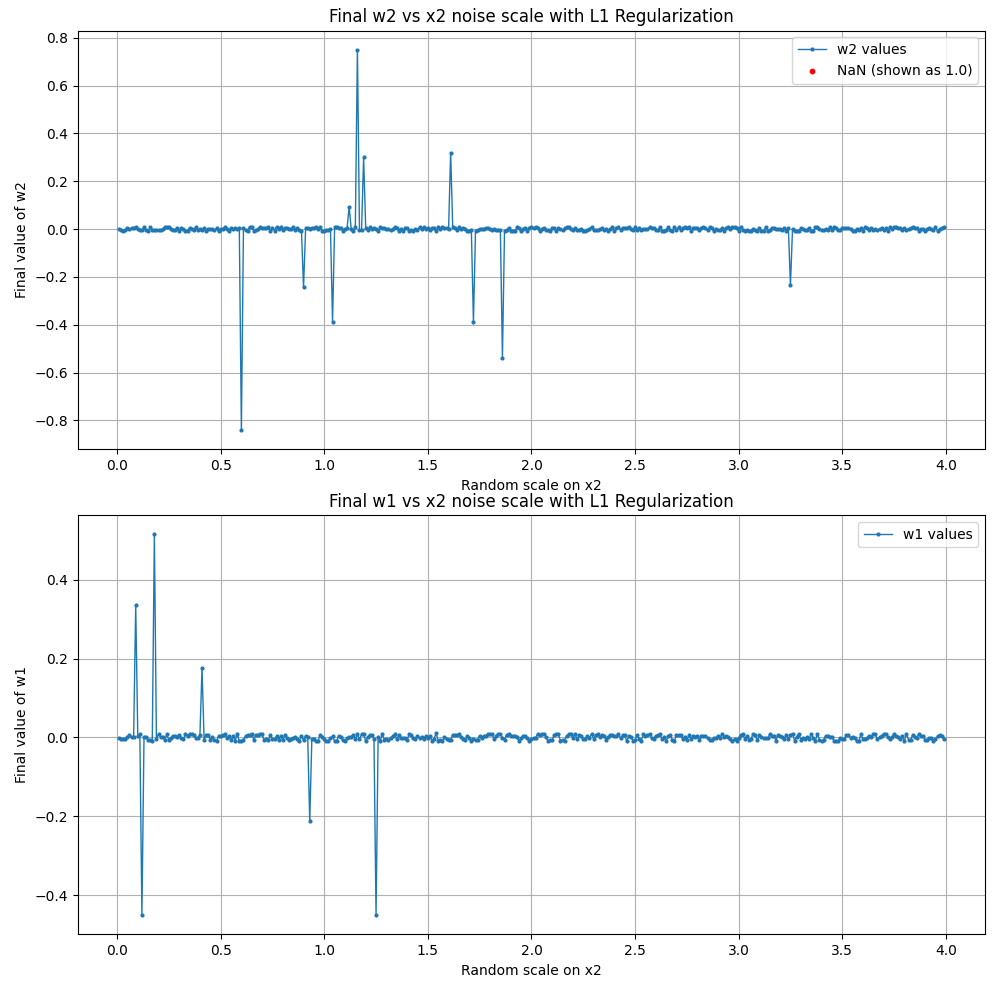 Final w2 vs x2 noise scale with L1 Regularization
w2 values
NaN (shown as 1.0)
Final value of w2
0.8
0.6
0.4
0.2
0.0
−0.2
−0.4
−0.6
−0.8
0.0 0.5 1.0 1.5 2.0 2.5 3.0 3.5 4.0
Random scale on x2
Final w1 vs x2 noise scale with L1 Regularization
w1 values
Final value of w1
0.4
0.2
0.0
−0.2
−0.4
0.0 0.5 1.0 1.5 2.0 2.5 3.0 3.5 4.0
Random scale on x2